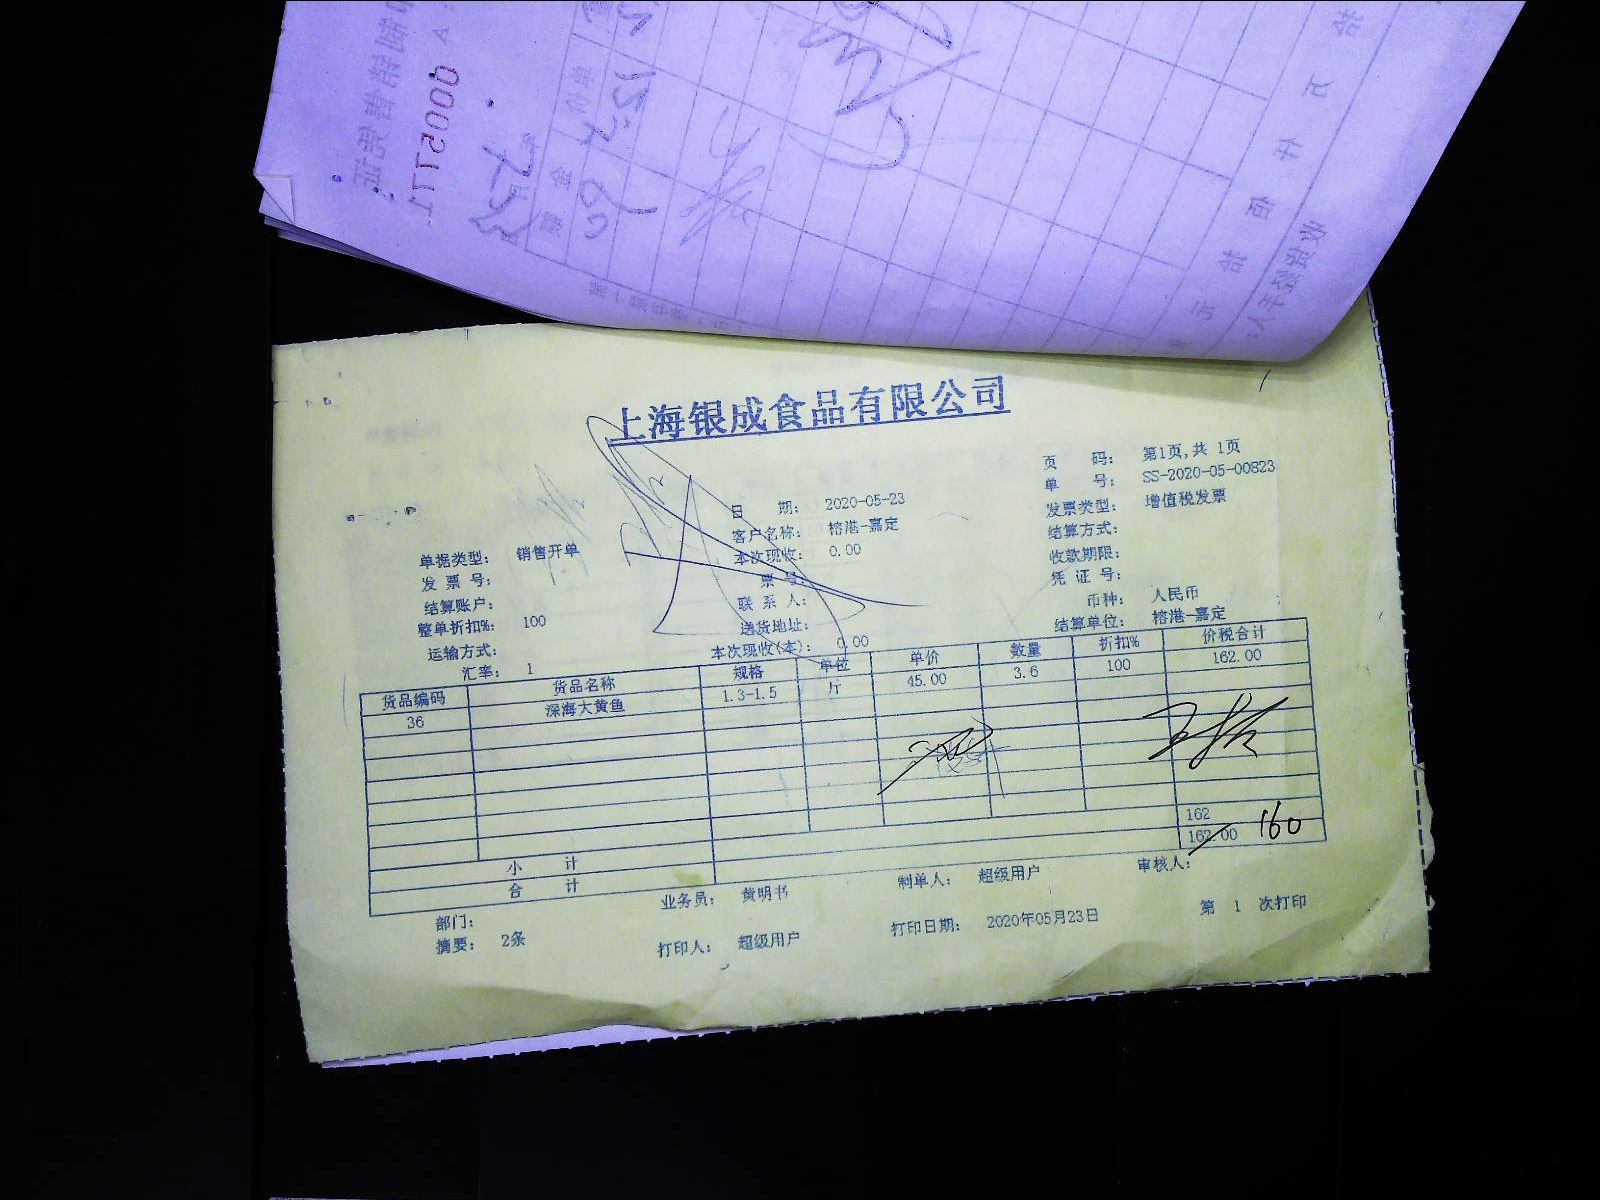 Q005771
上海银成食品有限公司
页 码: 第1页,共 1页
单 号: SS-2020-05-00823
日 期: 2020-05-23
发票类型: 增值税发票
客户名称: 榕港-嘉定
结算方式:
单据类型: 销售开单
本次现收: 0.00
收款期限:
发 票 号:
票 号:
凭 证 号:
结算账户:
联 系 人:
币种: 人民币
整单折扣%: 100
送货地址:
结算单位: 榕港-嘉定
运输方式:
本次现收(本): 0.00
汇率: 1
货品编码 货品名称 规格 单位 单价 数量 折扣% 价税合计
36 深海大黄鱼 1.3-1.5 斤 45.00 3.6 100 162.00
小 计 162
合 计 162.00 160
部门:
业务员: 黄明书
制单人: 超级用户
审核人:
摘要: 2条
打印人: 超级用户
打印日期: 2020年05月23日
第 1 次打印